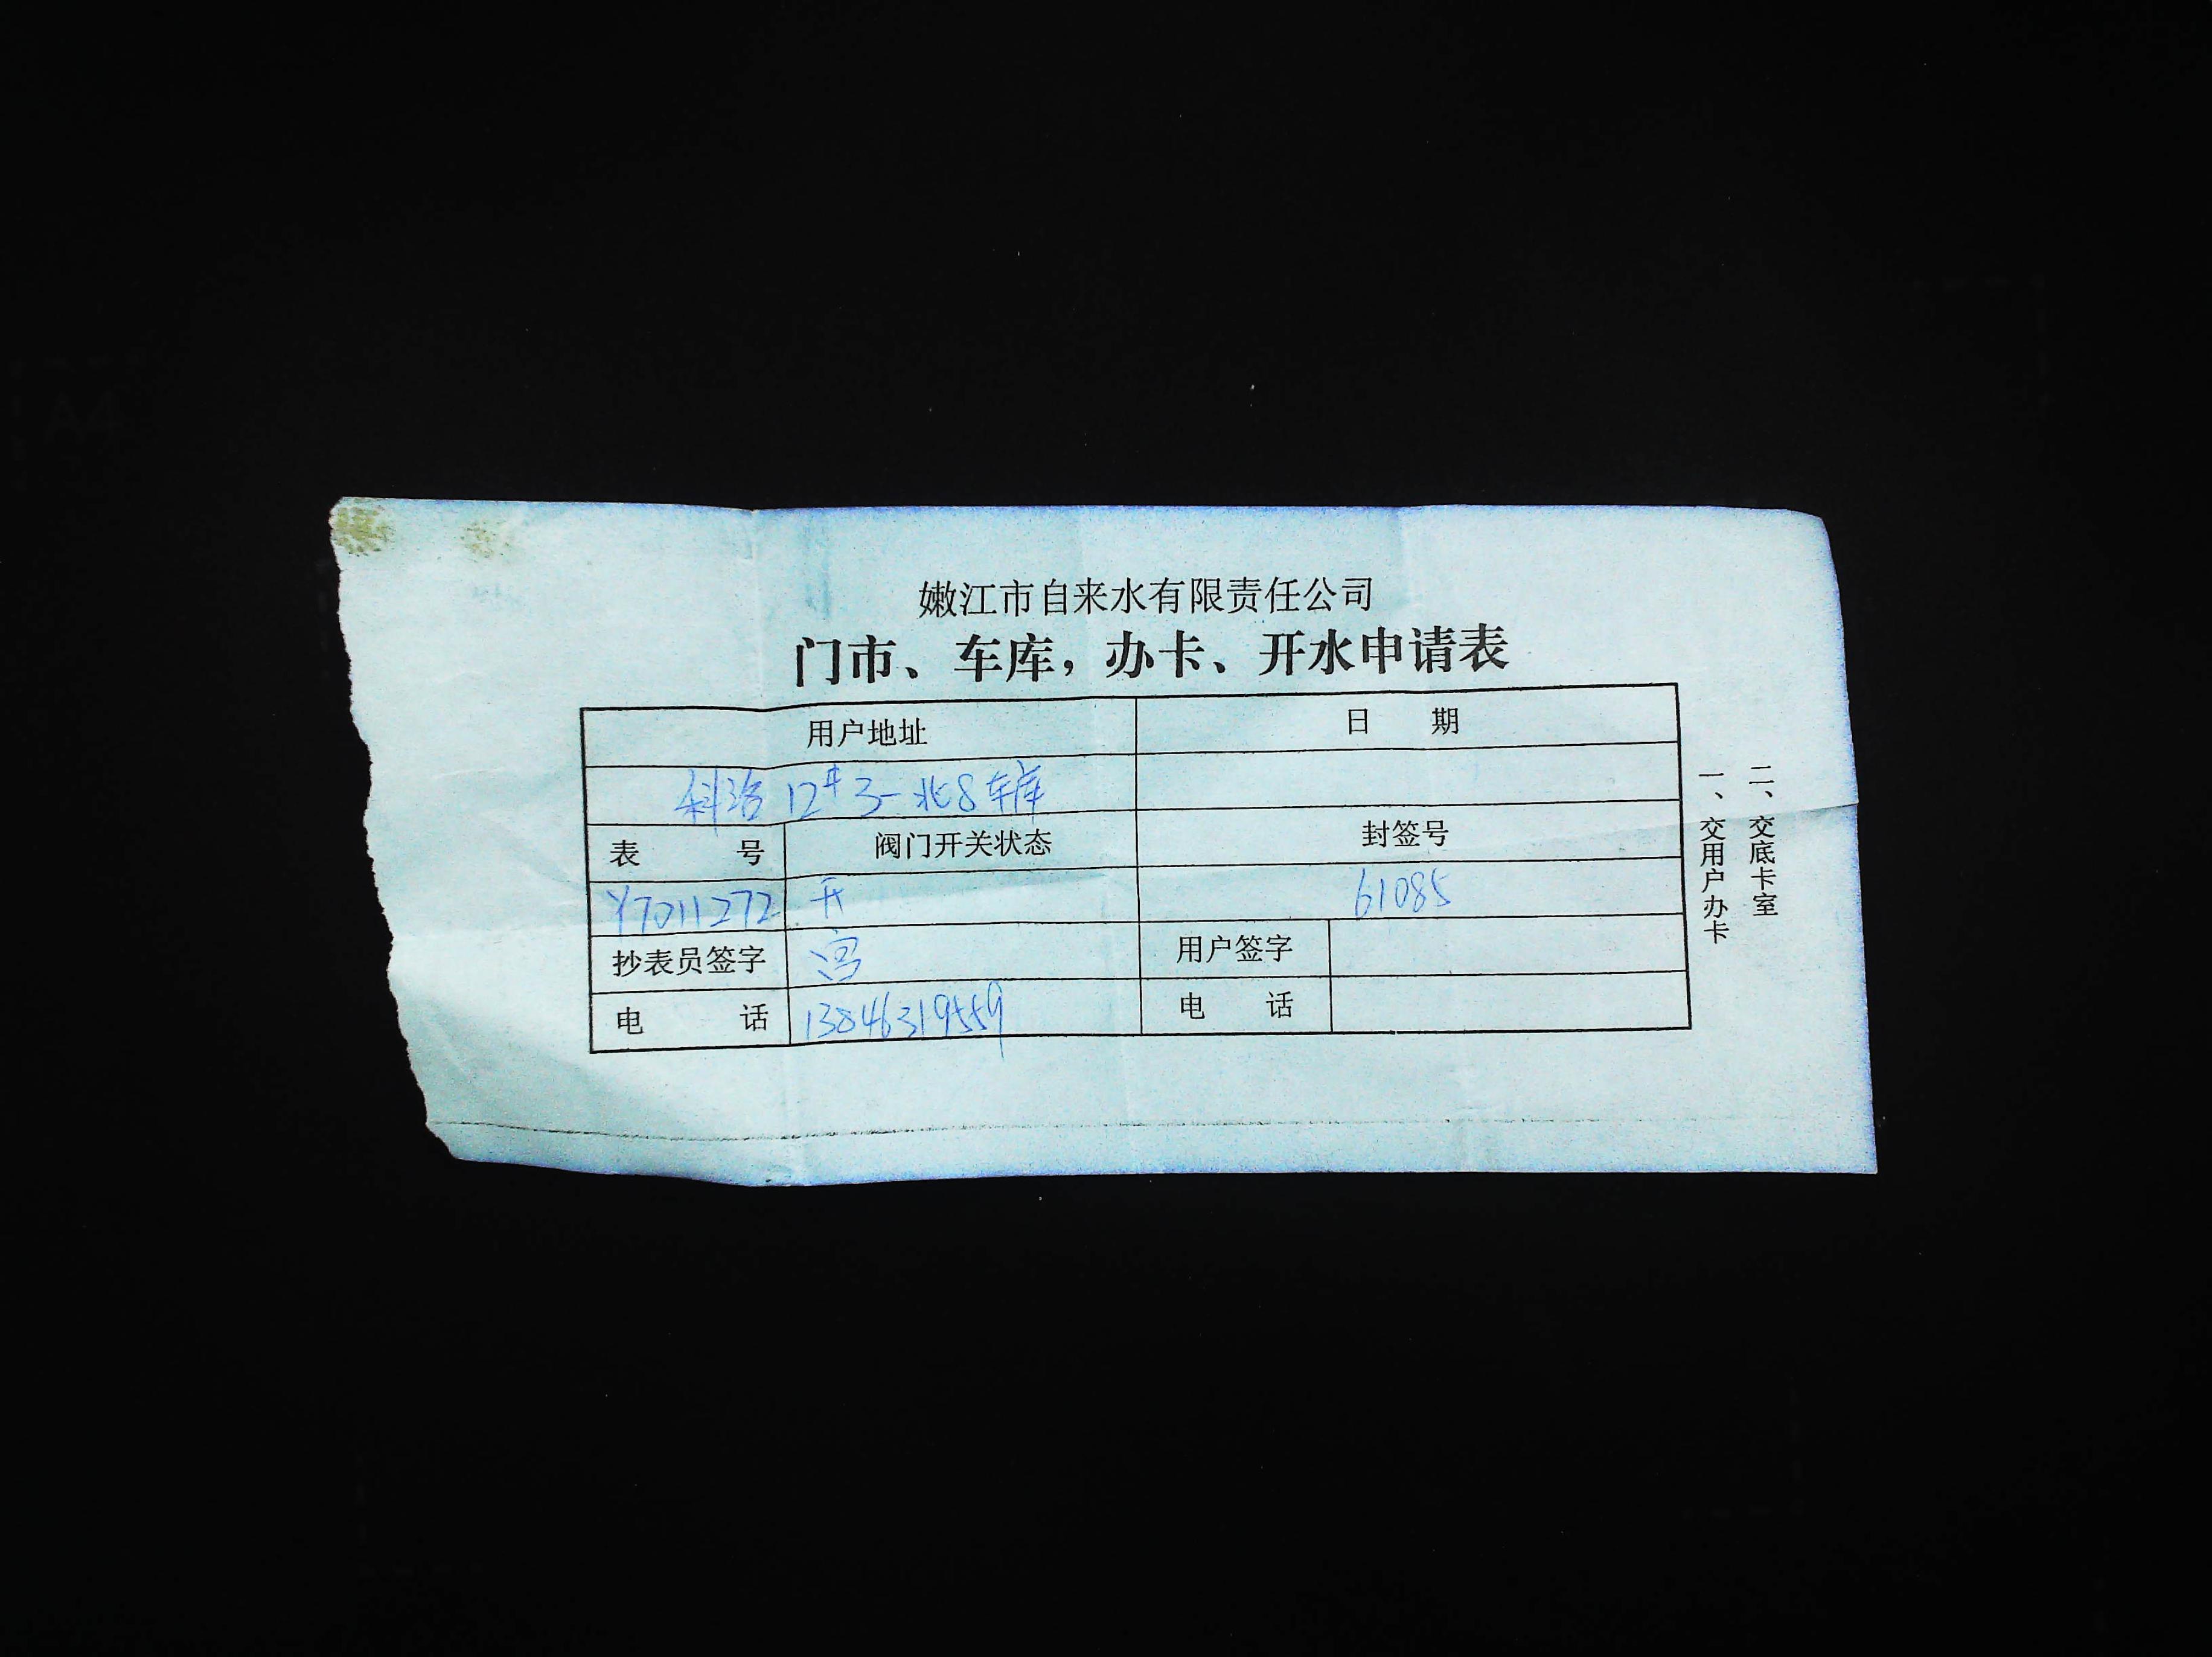 嫩江市自来水有限责任公司
门市、车库,办卡、开水申请表
用户地址 日 期
科治 12# 3-北8车库
表 号 阀门开关状态 封签号
Y7011272 开 61085
抄表员签字 宫 用户签字
电 话 13846319559 电 话
一、交用户办卡
二、交底卡室